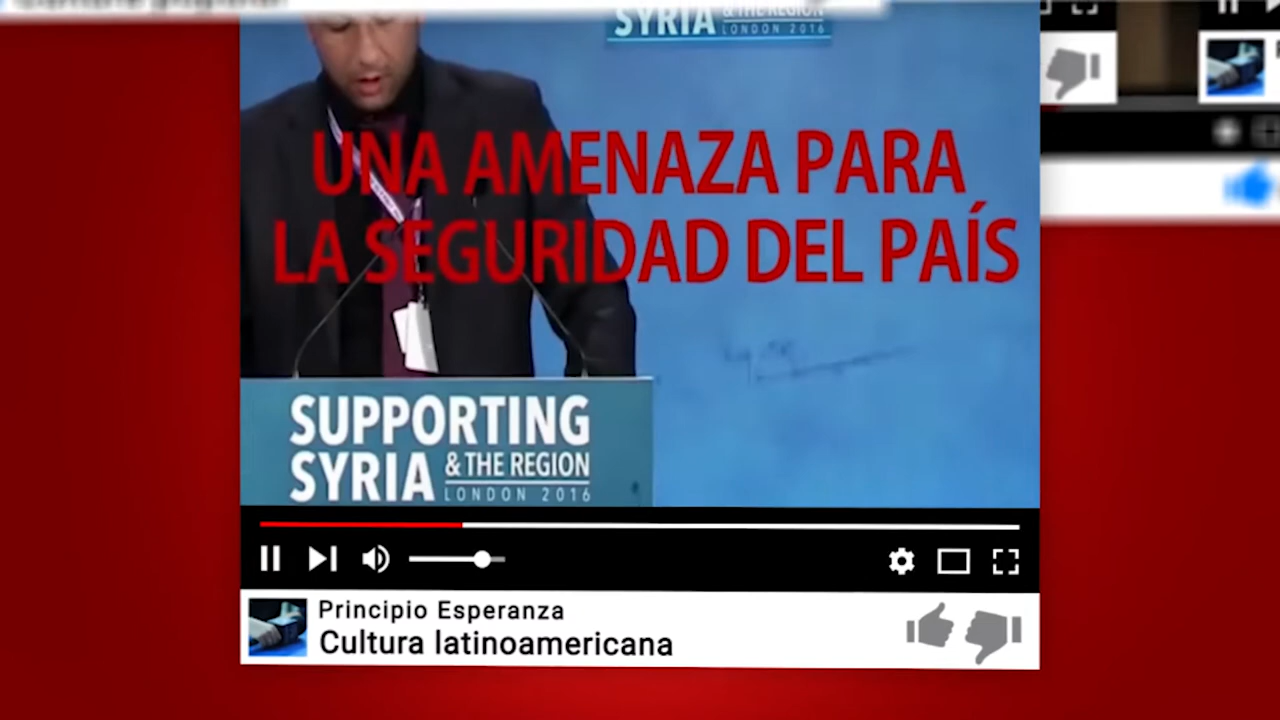 SYRIA & THE REGION
LONDON 2016
UNA AMENAZA PARA
LA SEGURIDAD DEL PAÍS
SUPPORTING
SYRIA & THE REGION
LONDON 2016
Principio Esperanza
Cultura latinoamericana